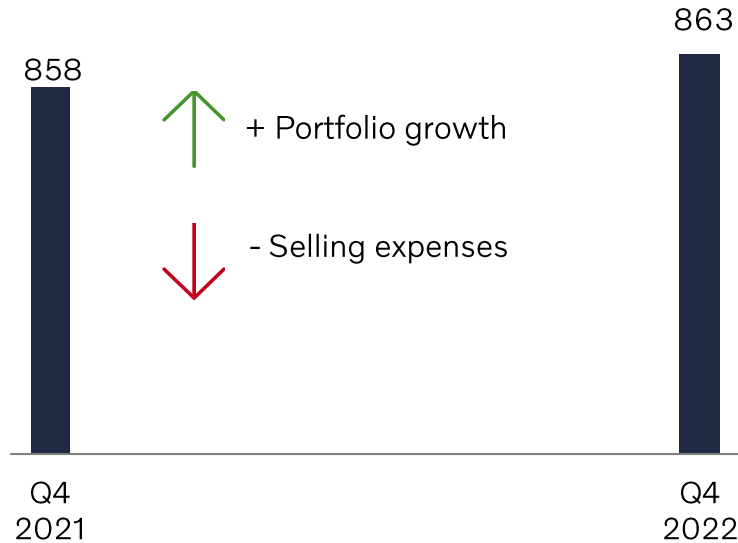 863
858
+ Portfolio growth
- Selling expenses
Q4
2021
Q4
2022